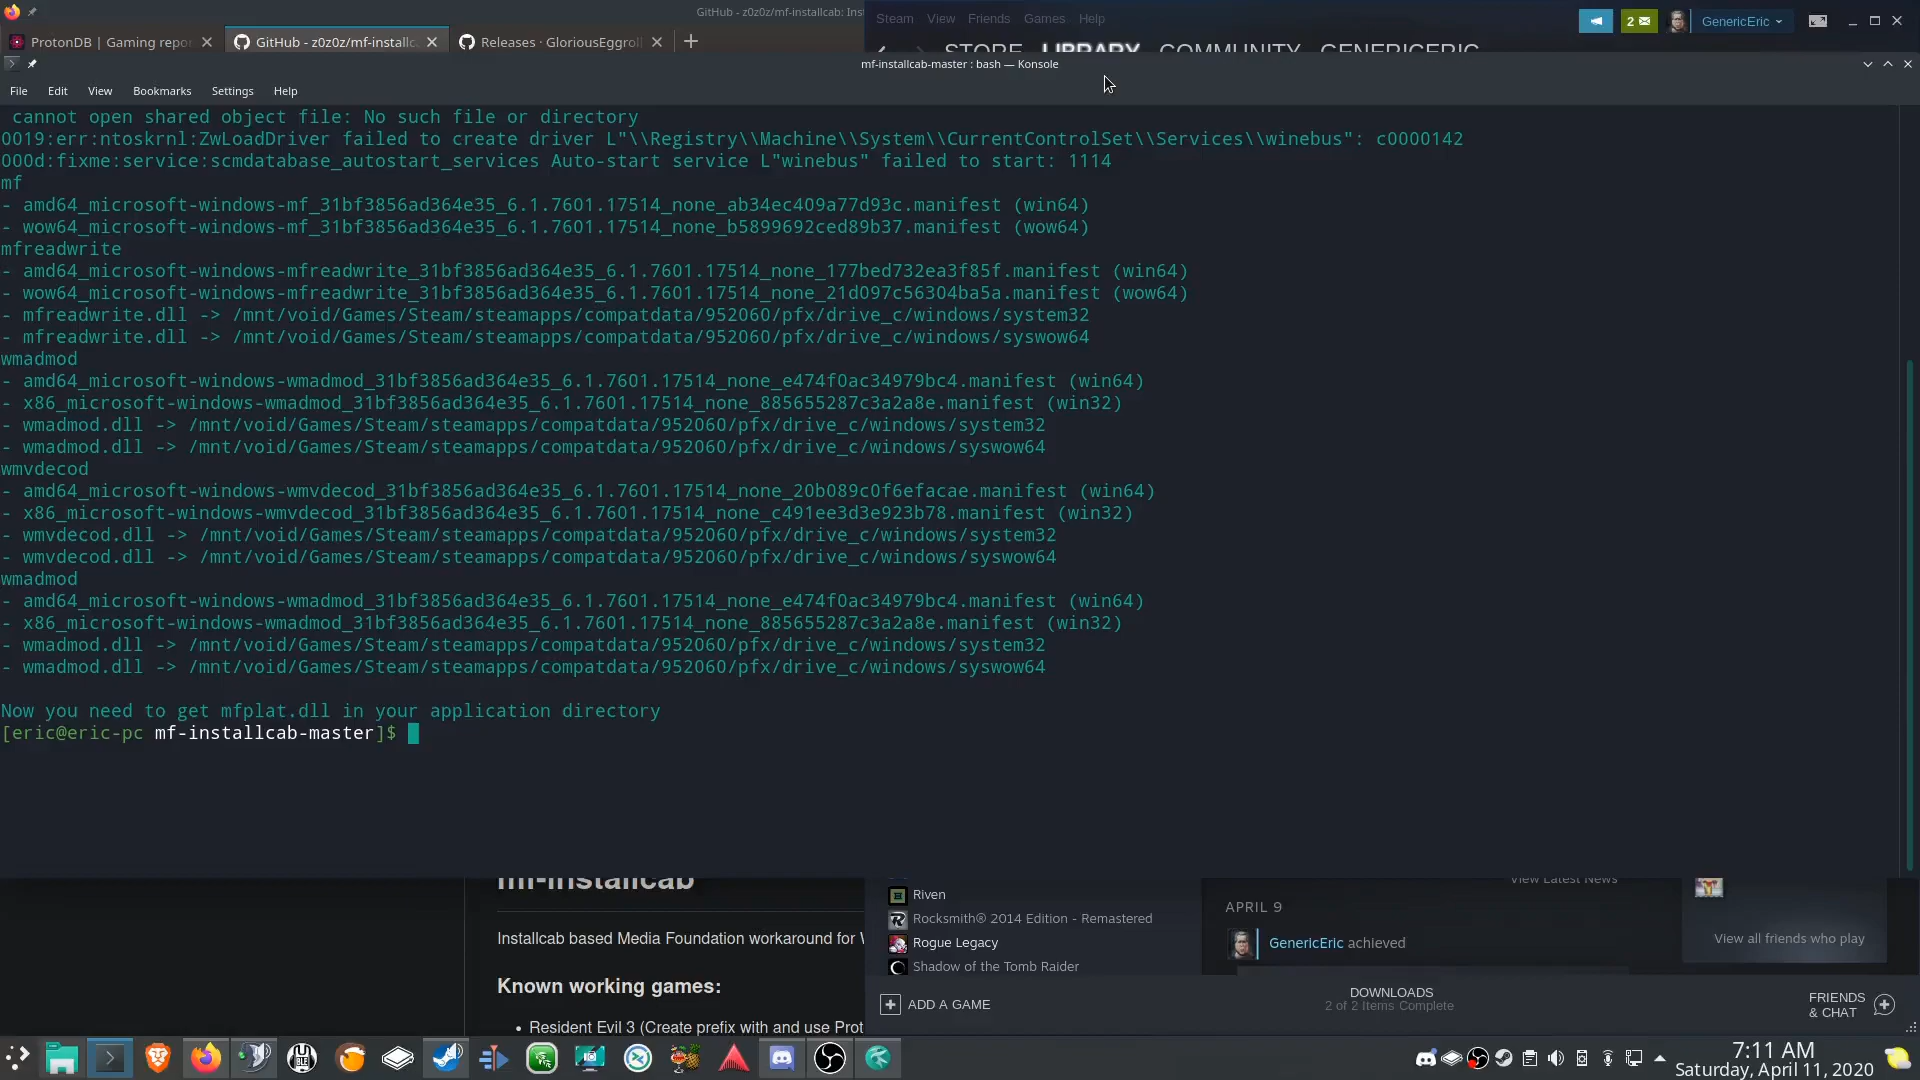 GitHub - z0z0z/mf-installcab: Inst
Steam View Friends Games Help
2
GenericEric
ProtonDB | Gaming repo
GitHub - z0z0z/mf-installc
Releases · GloriousEggrol
STORE LIBRARY COMMUNITY GENERICERIC
mf-installcab-master : bash — Konsole
File Edit View Bookmarks Settings Help
cannot open shared object file: No such file or directory
0019:err:ntoskrnl:ZwLoadDriver failed to create driver L"\\Registry\\Machine\\System\\CurrentControlSet\\Services\\winebus": c0000142
000d:fixme:service:scmdatabase_autostart_services Auto-start service L"winebus" failed to start: 1114
mf
- amd64_microsoft-windows-mf_31bf3856ad364e35_6.1.7601.17514_none_ab34ec409a77d93c.manifest (win64)
- wow64_microsoft-windows-mf_31bf3856ad364e35_6.1.7601.17514_none_b5899692ced89b37.manifest (wow64)
mfreadwrite
- amd64_microsoft-windows-mfreadwrite_31bf3856ad364e35_6.1.7601.17514_none_177bed732ea3f85f.manifest (win64)
- wow64_microsoft-windows-mfreadwrite_31bf3856ad364e35_6.1.7601.17514_none_21d097c56304ba5a.manifest (wow64)
- mfreadwrite.dll -> /mnt/void/Games/Steam/steamapps/compatdata/952060/pfx/drive_c/windows/system32
- mfreadwrite.dll -> /mnt/void/Games/Steam/steamapps/compatdata/952060/pfx/drive_c/windows/syswow64
wmadmod
- amd64_microsoft-windows-wmadmod_31bf3856ad364e35_6.1.7601.17514_none_e474f0ac34979bc4.manifest (win64)
- x86_microsoft-windows-wmadmod_31bf3856ad364e35_6.1.7601.17514_none_885655287c3a2a8e.manifest (win32)
- wmadmod.dll -> /mnt/void/Games/Steam/steamapps/compatdata/952060/pfx/drive_c/windows/system32
- wmadmod.dll -> /mnt/void/Games/Steam/steamapps/compatdata/952060/pfx/drive_c/windows/syswow64
wmvdecod
- amd64_microsoft-windows-wmvdecod_31bf3856ad364e35_6.1.7601.17514_none_20b089c0f6efacae.manifest (win64)
- x86_microsoft-windows-wmvdecod_31bf3856ad364e35_6.1.7601.17514_none_c491ee3d3e923b78.manifest (win32)
- wmvdecod.dll -> /mnt/void/Games/Steam/steamapps/compatdata/952060/pfx/drive_c/windows/system32
- wmvdecod.dll -> /mnt/void/Games/Steam/steamapps/compatdata/952060/pfx/drive_c/windows/syswow64
wmadmod
- amd64_microsoft-windows-wmadmod_31bf3856ad364e35_6.1.7601.17514_none_e474f0ac34979bc4.manifest (win64)
- x86_microsoft-windows-wmadmod_31bf3856ad364e35_6.1.7601.17514_none_885655287c3a2a8e.manifest (win32)
- wmadmod.dll -> /mnt/void/Games/Steam/steamapps/compatdata/952060/pfx/drive_c/windows/system32
- wmadmod.dll -> /mnt/void/Games/Steam/steamapps/compatdata/952060/pfx/drive_c/windows/syswow64
Now you need to get mfplat.dll in your application directory
[eric@eric-pc mf-installcab-master]$
mf-installcab
Installcab based Media Foundation workaround for W
Known working games:
• Resident Evil 3 (Create prefix with and use Prot
Riven
Rocksmith® 2014 Edition - Remastered
Rogue Legacy
Shadow of the Tomb Raider
ADD A GAME
View Latest News
APRIL 9
GenericEric achieved
View all friends who play
DOWNLOADS
2 of 2 Items Complete
FRIENDS
& CHAT
7:11 AM
Saturday, April 11, 2020